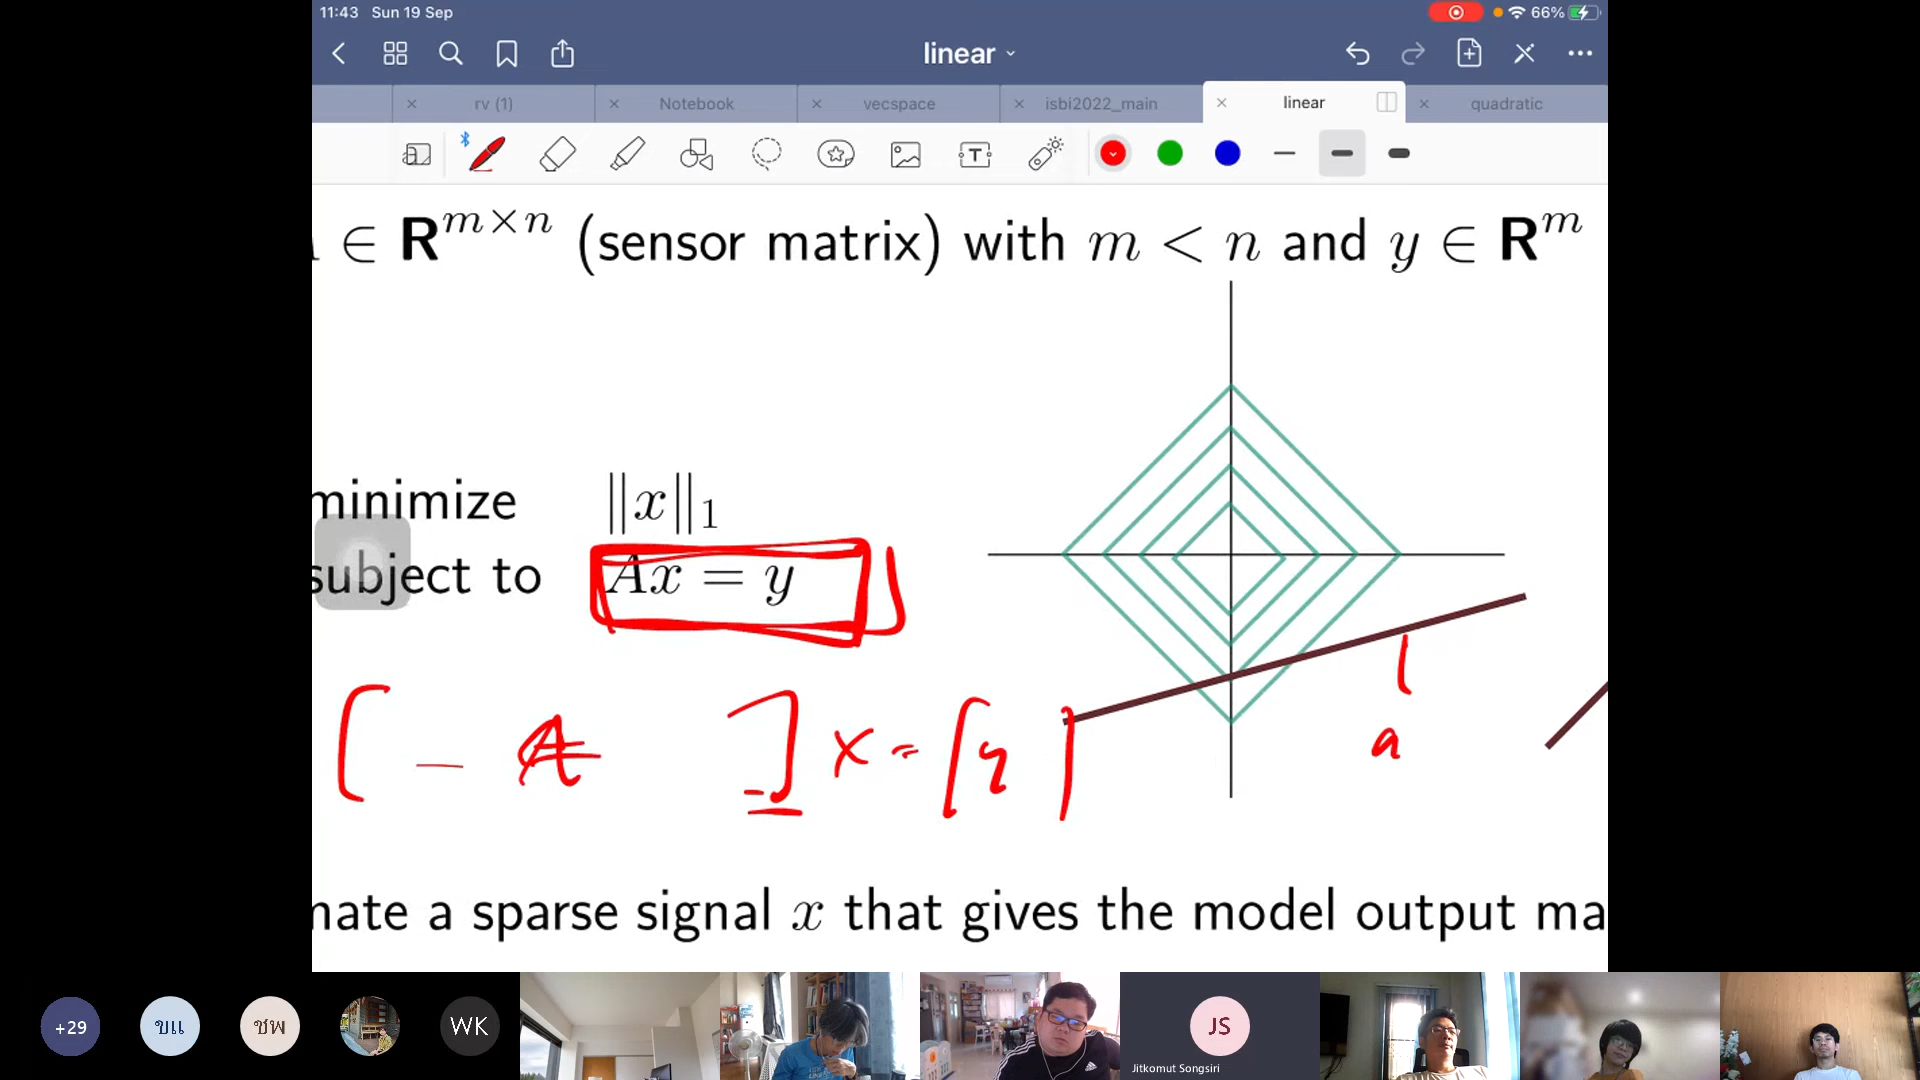 11:43 Sun 19 Sep
66%
linear
rv (1)
Notebook
vecspace
isbi2022_main
linear
quadratic
∈ R^{m×n} (sensor matrix) with m < n and y ∈ R^m
minimize ‖x‖₁
subject to Ax = y
[ – A ] x = [ y ]
a
mate a sparse signal x that gives the model output ma
+29
ขแ
ชพ
WK
JS
Jitkomut Songsiri